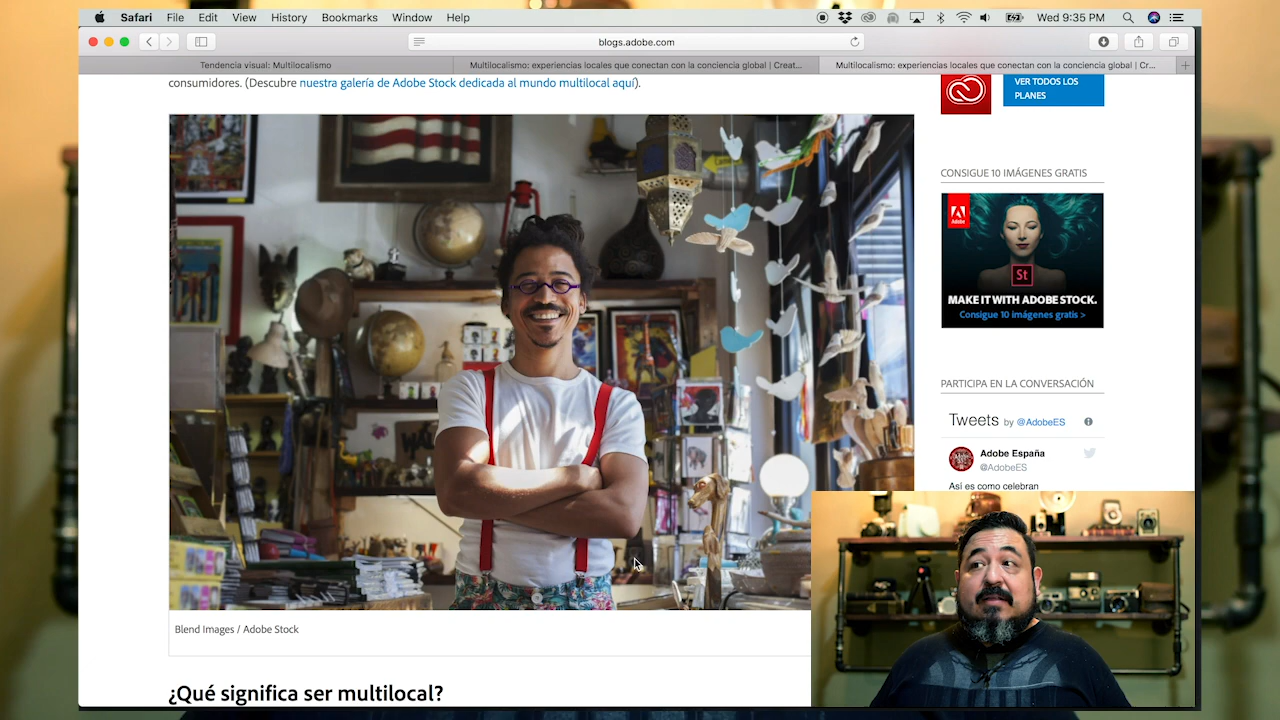 Safari File Edit View History Bookmarks Window Help
Wed 9:35 PM
blogs.adobe.com
Tendencia visual: Multilocalismo
Multilocalismo: experiencias locales que conectan con la conciencia global | Creat...
Multilocalismo: experiencias locales que conectan con la conciencia global | Cr...
consumidores. (Descubre nuestra galería de Adobe Stock dedicada al mundo multilocal aquí).
VER TODOS LOS
PLANES
CONSIGUE 10 IMÁGENES GRATIS
Adobe
St
MAKE IT WITH ADOBE STOCK.
Consigue 10 imágenes gratis >
PARTICIPA EN LA CONVERSACIÓN
Tweets by @AdobeES
Adobe España
@AdobeES
Así es como celebran
Blend Images / Adobe Stock
¿Qué significa ser multilocal?